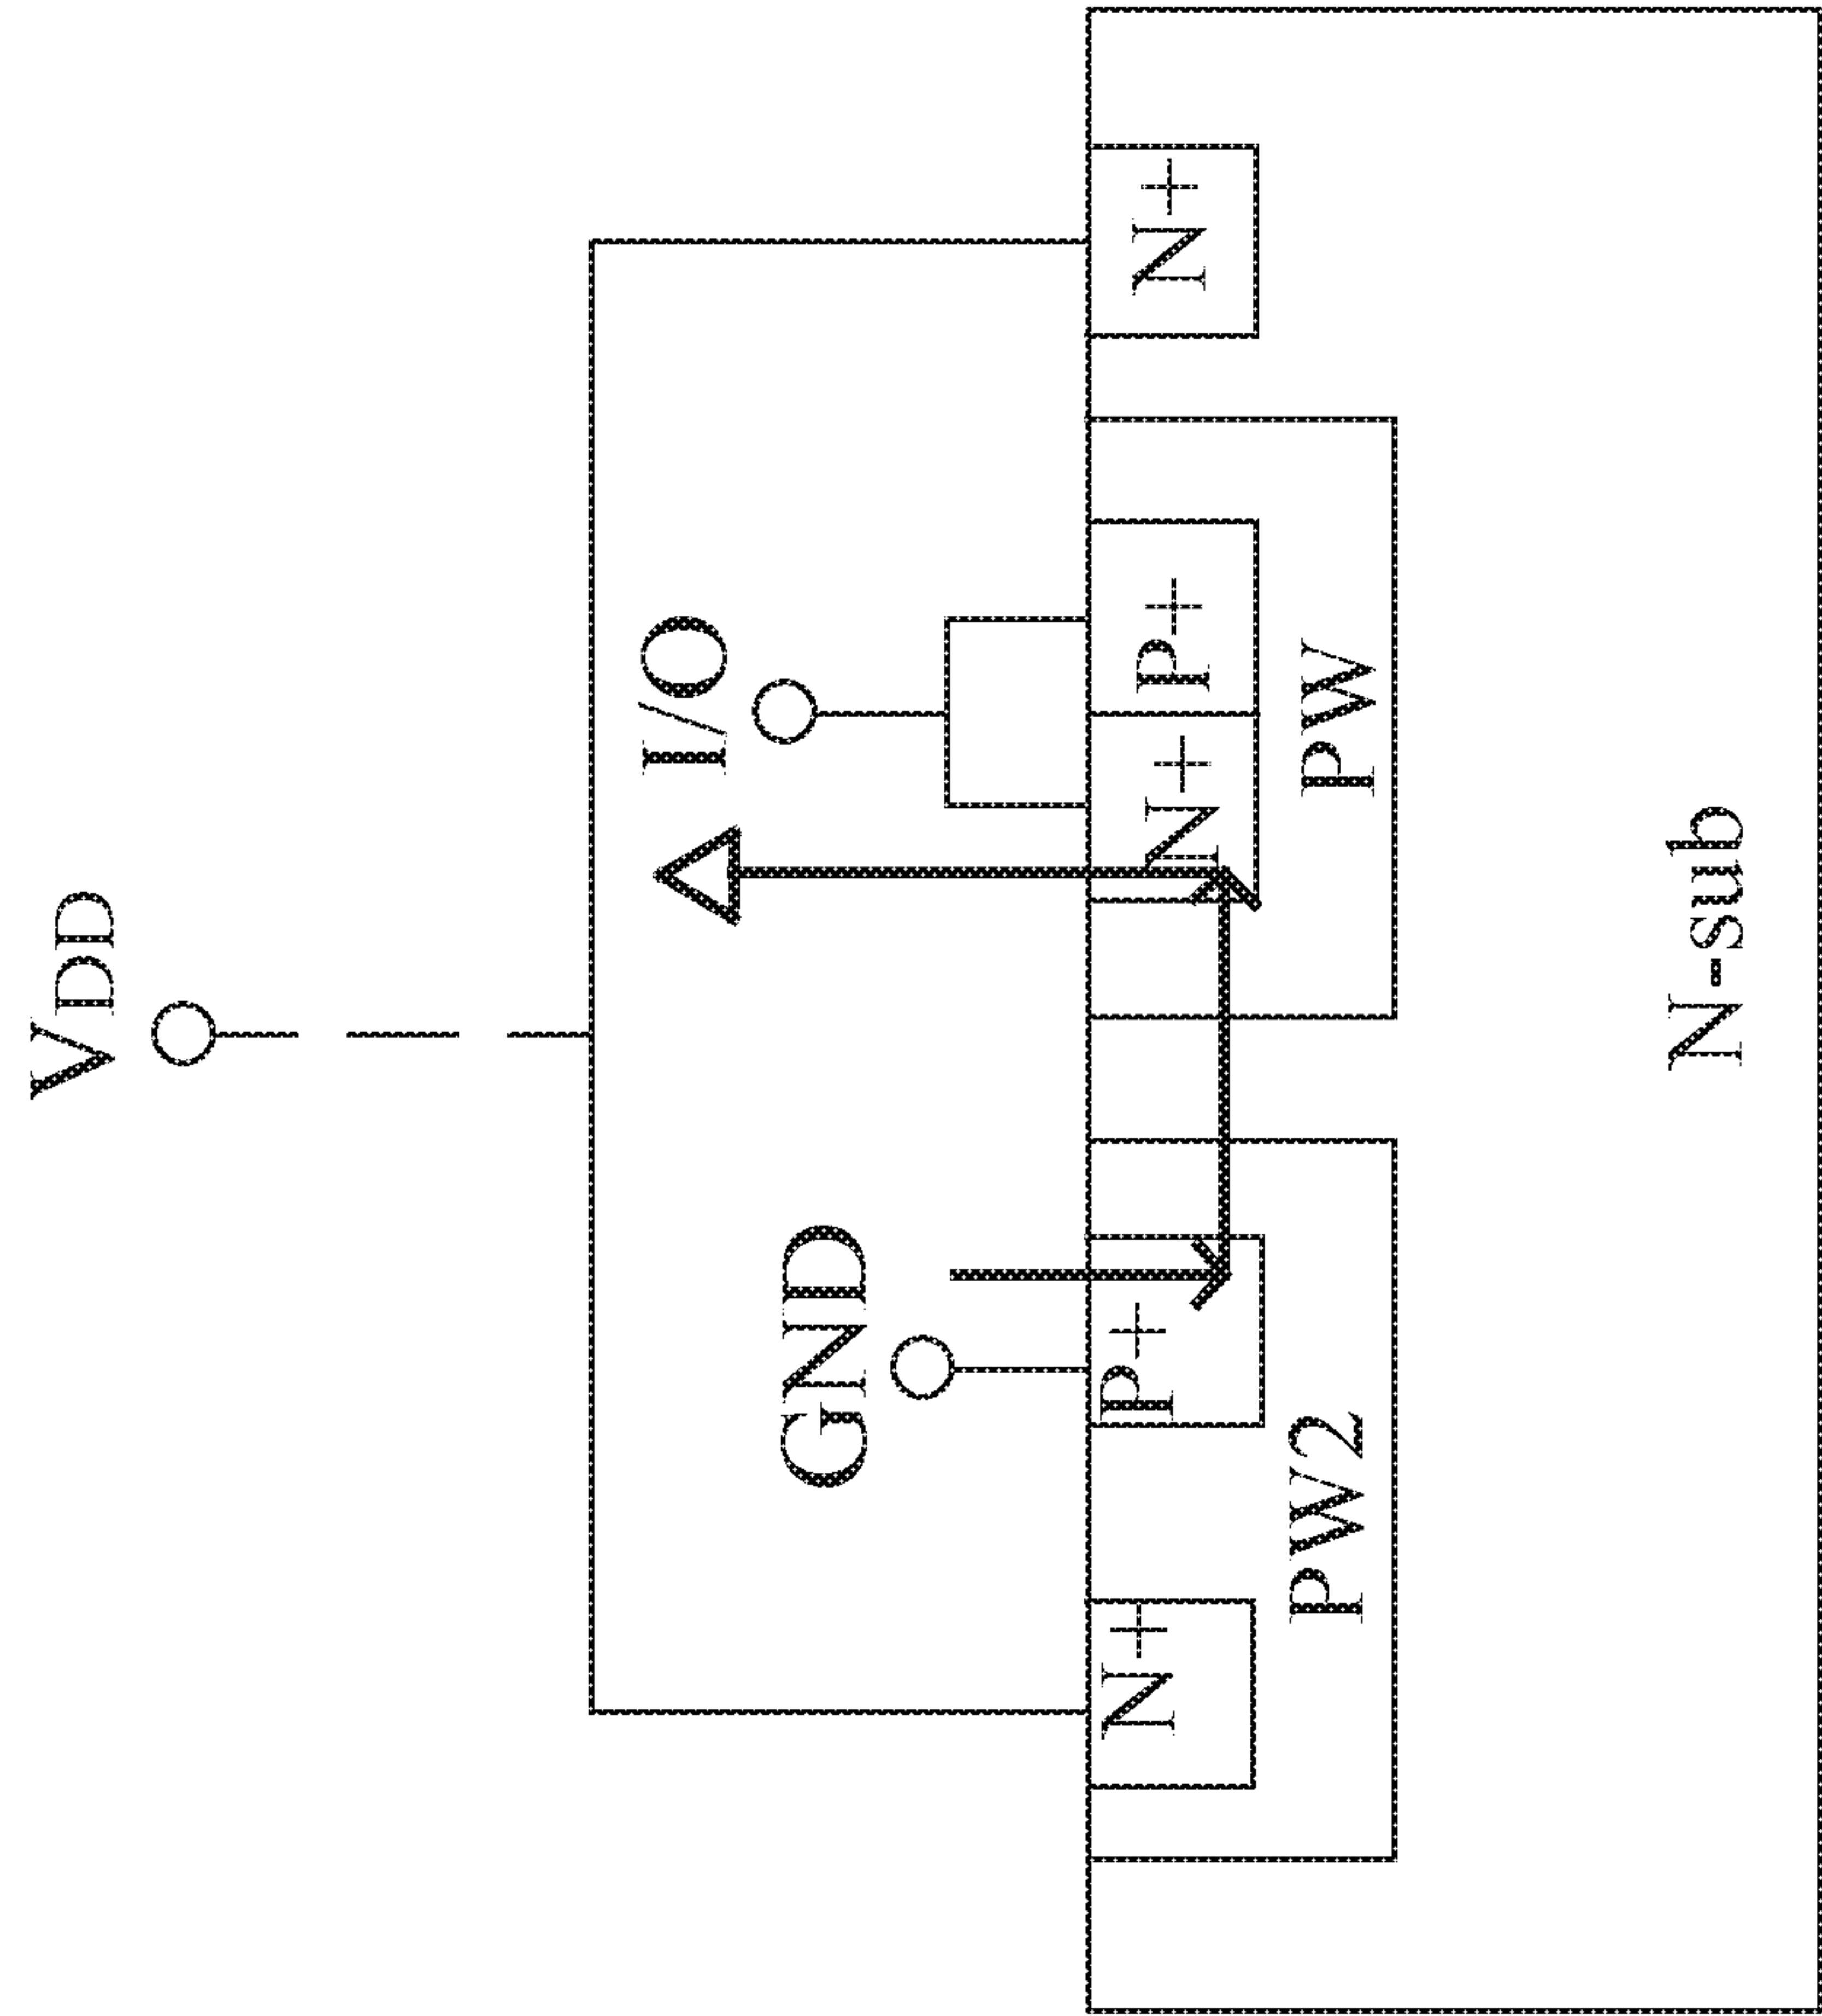 VDD
I/O
GND
N+ P+ N+ P+ N+
PW2 PW
N-sub